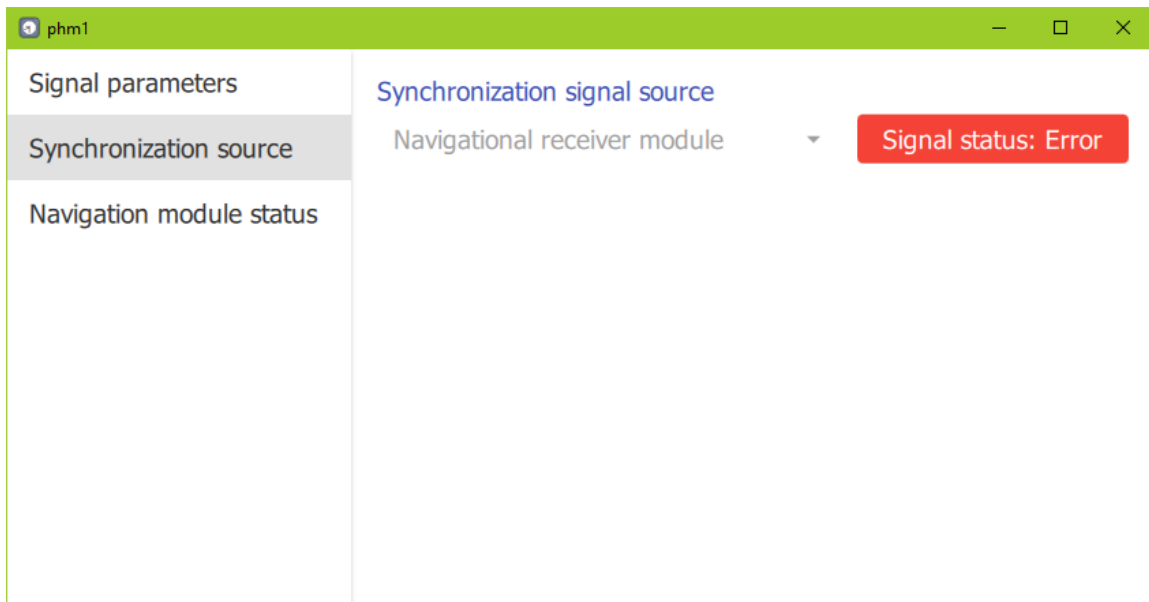 phm1
Signal parameters
Synchronization source
Navigation module status
Synchronization signal source
Navigational receiver module
Signal status: Error